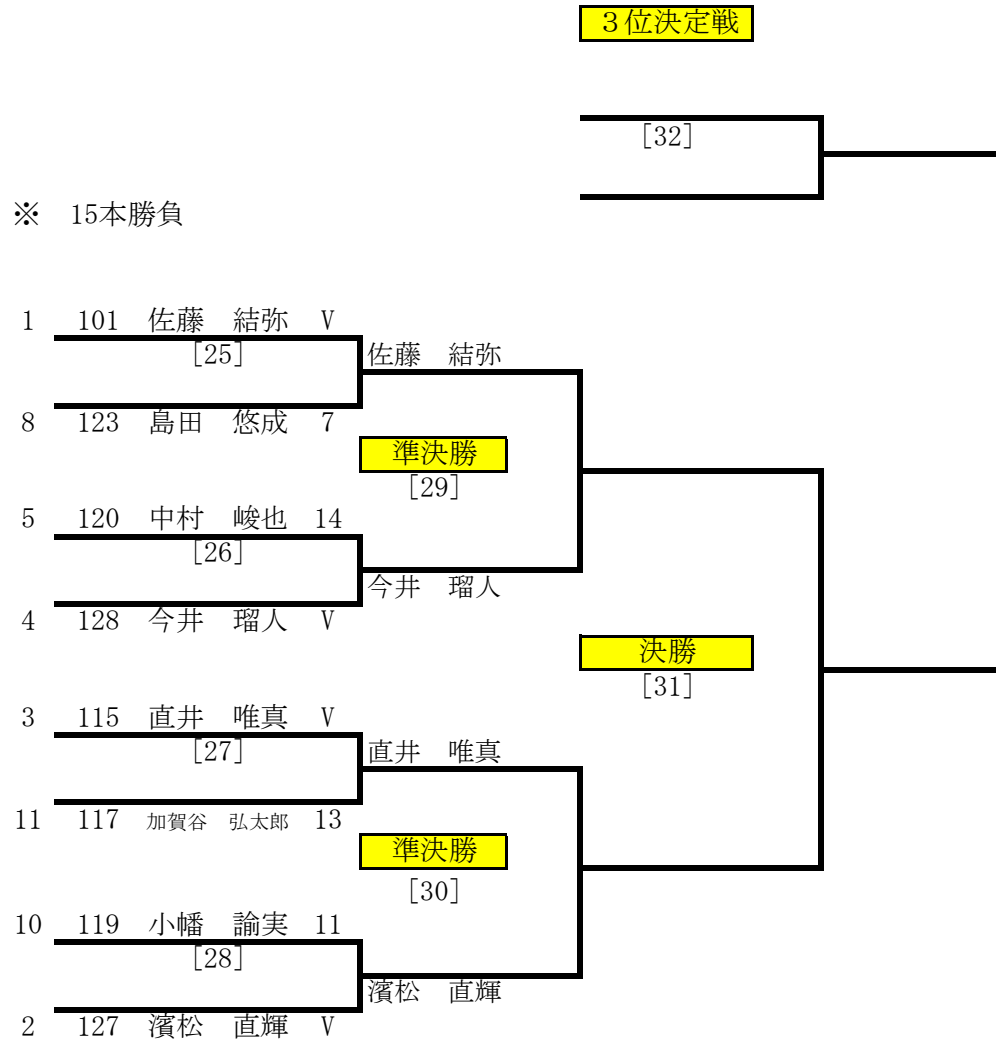 ３位決定戦
[32]
※　15本勝負
1　101　佐藤　結弥　V
[25]
佐藤　結弥
8　123　島田　悠成　7
準決勝
[29]
5　120　中村　峻也　14
[26]
今井　瑠人
4　128　今井　瑠人　V
決勝
[31]
3　115　直井　唯真　V
[27]
直井　唯真
11　117　加賀谷　弘太郎　13
準決勝
[30]
10　119　小幡　諭実　11
[28]
濱松　直輝
2　127　濱松　直輝　V